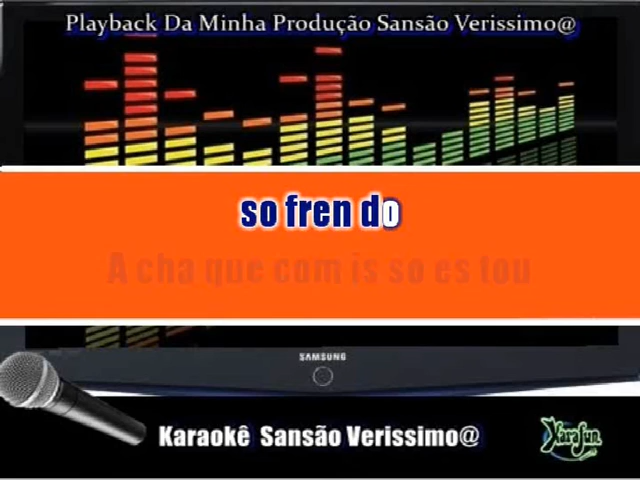 Playback Da Minha Produção Sansão Verissimo@
so fren do
A cha que com is so es tou
SAMSUNG
Karaokê Sansão Verissimo@
KaraFun